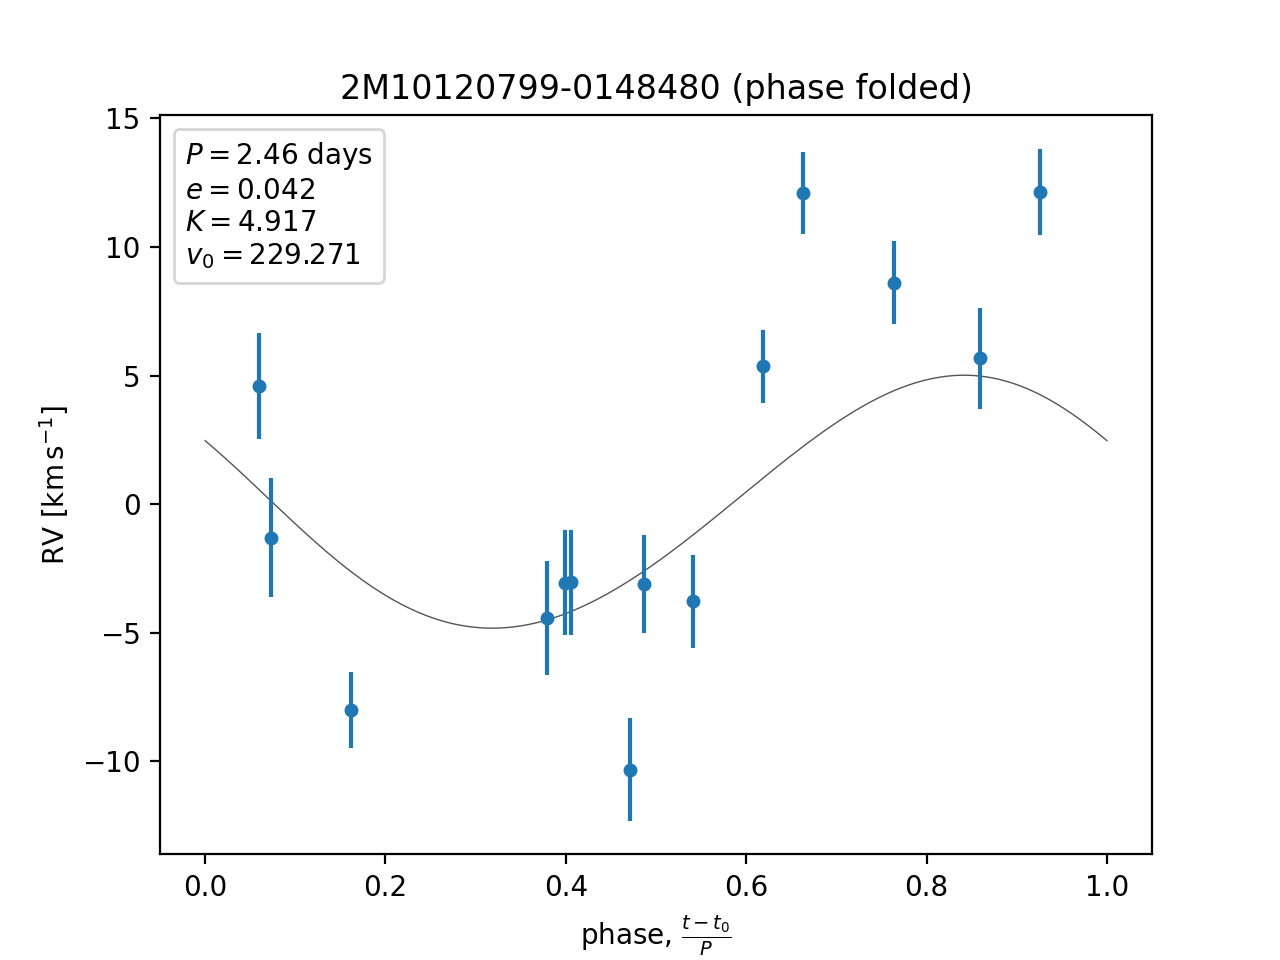 2M10120799-0148480 (phase folded)
P = 2.46 days
e = 0.042
K = 4.917
v₀ = 229.271
15
10
5
0
−5
−10
RV [km s⁻¹]
0.0 0.2 0.4 0.6 0.8 1.0
phase, (t − t₀)/P